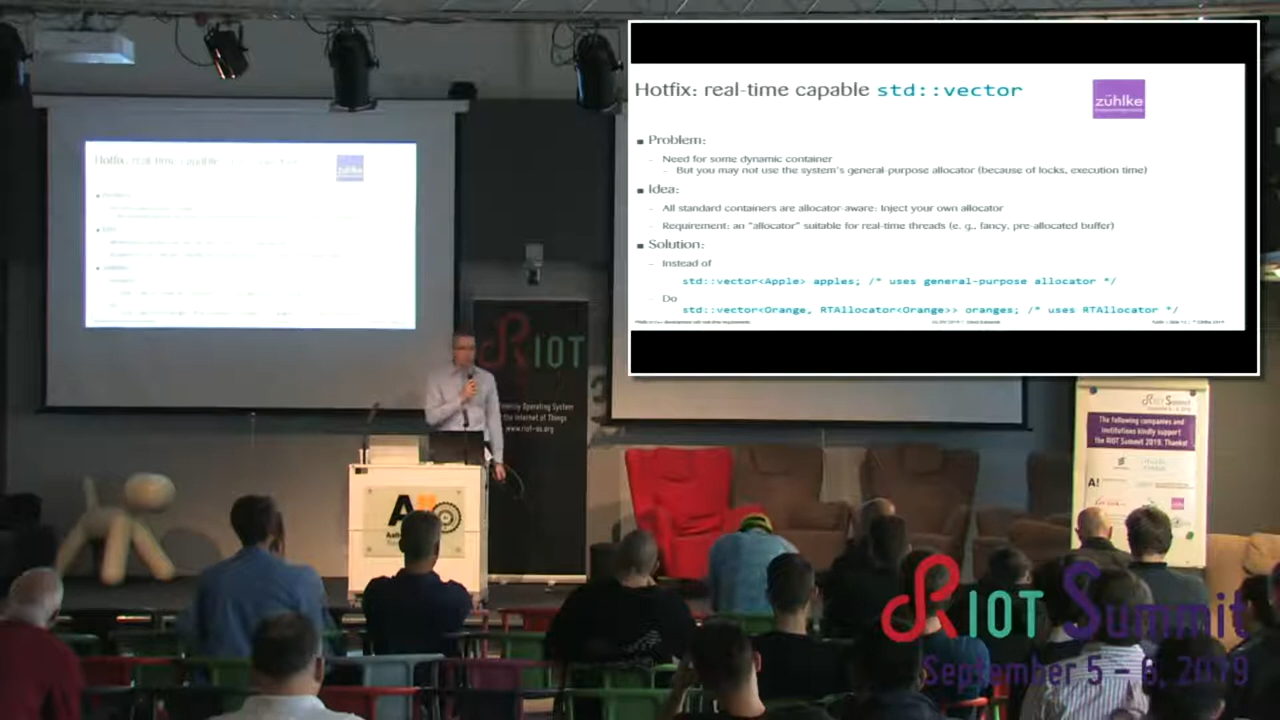 Hotfix: real-time capable std::vector
zühlke
Problem:
Need for some dynamic container
But you may not use the system's general-purpose allocator (because of locks, execution time)
Idea:
All standard containers are allocator-aware: Inject your own allocator
Requirement: an "allocator" suitable for real-time threads (e. g., fancy, pre-allocated buffer)
Solution:
Instead of
std::vector<Apple> apples; /* uses general-purpose allocator */
Do
std::vector<Orange, RTAllocator<Orange>> oranges; /* uses RTAllocator */
RIOT
Operating System
the Internet of Things
www.riot-os.org
RIOT Summit
The following companies and
institutions kindly support
the RIOT Summit 2019. Thanks!
A!
RIOT Summit
September 5 - 6, 2019